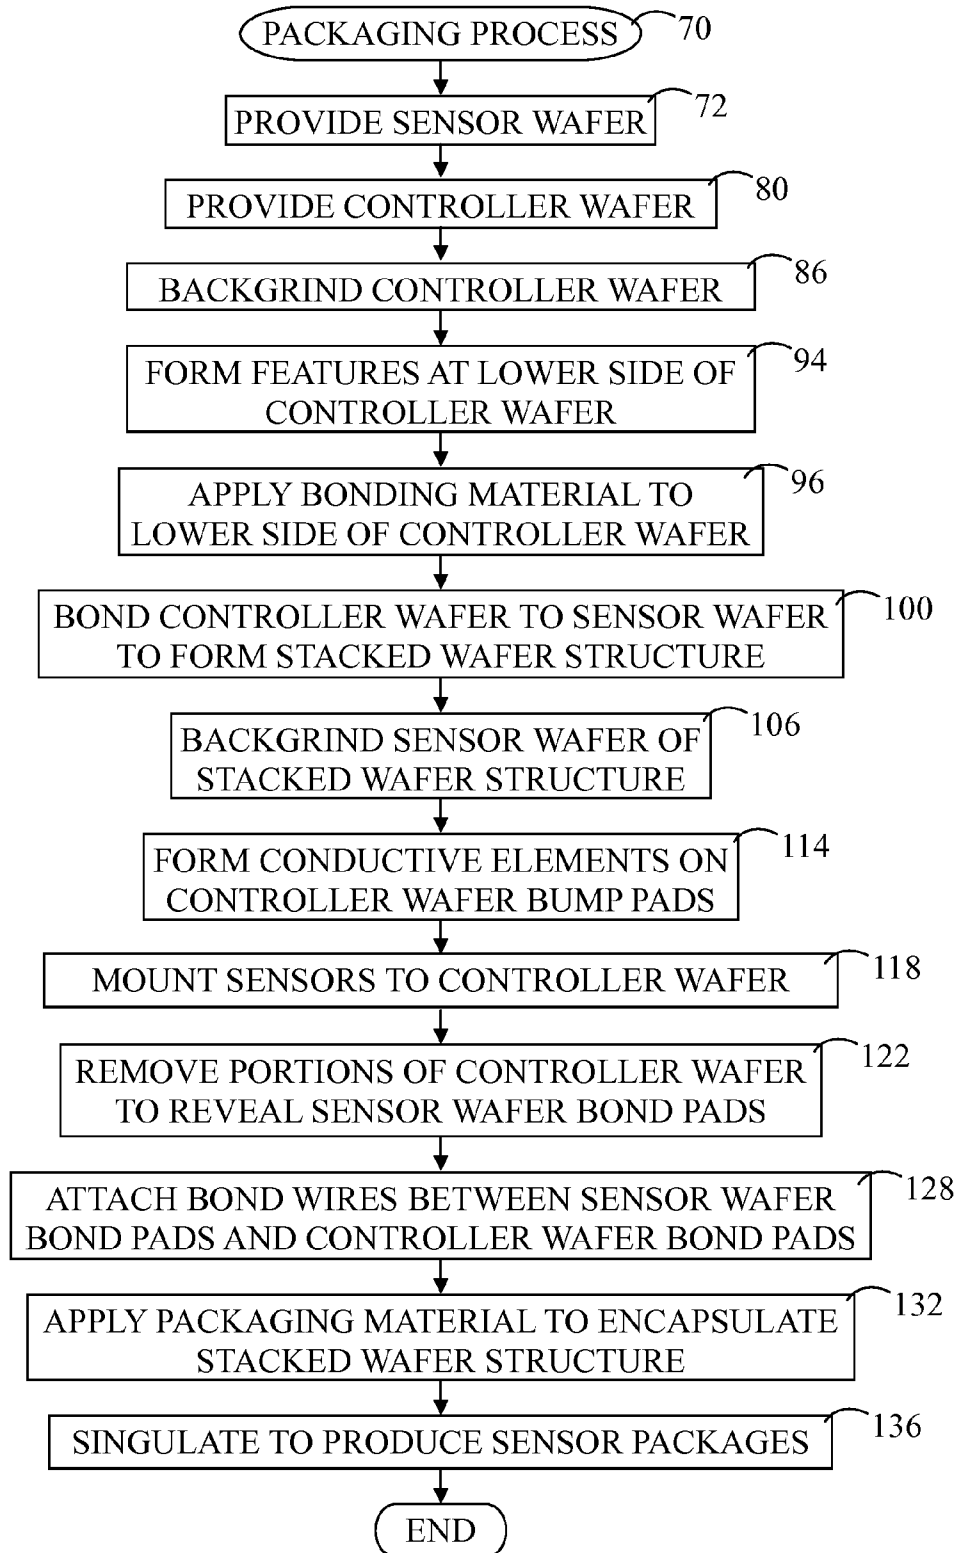 PACKAGING PROCESS
70
PROVIDE SENSOR WAFER
72
PROVIDE CONTROLLER WAFER
80
BACKGRIND CONTROLLER WAFER
86
FORM FEATURES AT LOWER SIDE OF
CONTROLLER WAFER
94
APPLY BONDING MATERIAL TO
LOWER SIDE OF CONTROLLER WAFER
96
BOND CONTROLLER WAFER TO SENSOR WAFER
TO FORM STACKED WAFER STRUCTURE
100
BACKGRIND SENSOR WAFER OF
STACKED WAFER STRUCTURE
106
FORM CONDUCTIVE ELEMENTS ON
CONTROLLER WAFER BUMP PADS
114
MOUNT SENSORS TO CONTROLLER WAFER
118
REMOVE PORTIONS OF CONTROLLER WAFER
TO REVEAL SENSOR WAFER BOND PADS
122
ATTACH BOND WIRES BETWEEN SENSOR WAFER
BOND PADS AND CONTROLLER WAFER BOND PADS
128
APPLY PACKAGING MATERIAL TO ENCAPSULATE
STACKED WAFER STRUCTURE
132
SINGULATE TO PRODUCE SENSOR PACKAGES
136
END